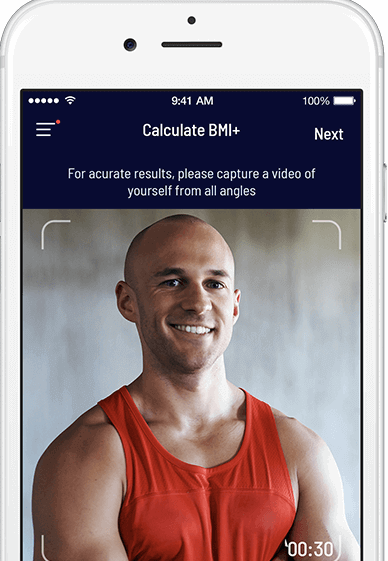 9:41 AM
100%
Calculate BMI+
Next
For acurate results, please capture a video of
yourself from all angles
'00:30